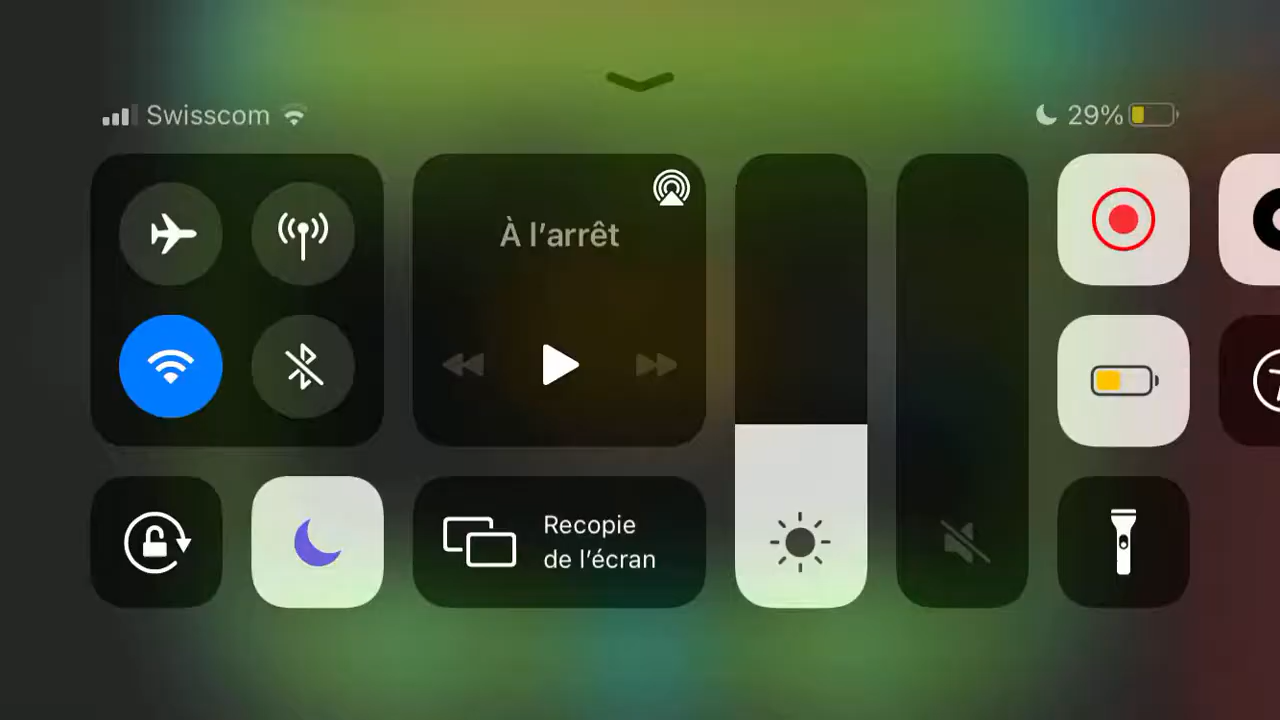 Swisscom
29%
À l’arrêt
Recopie
de l’écran